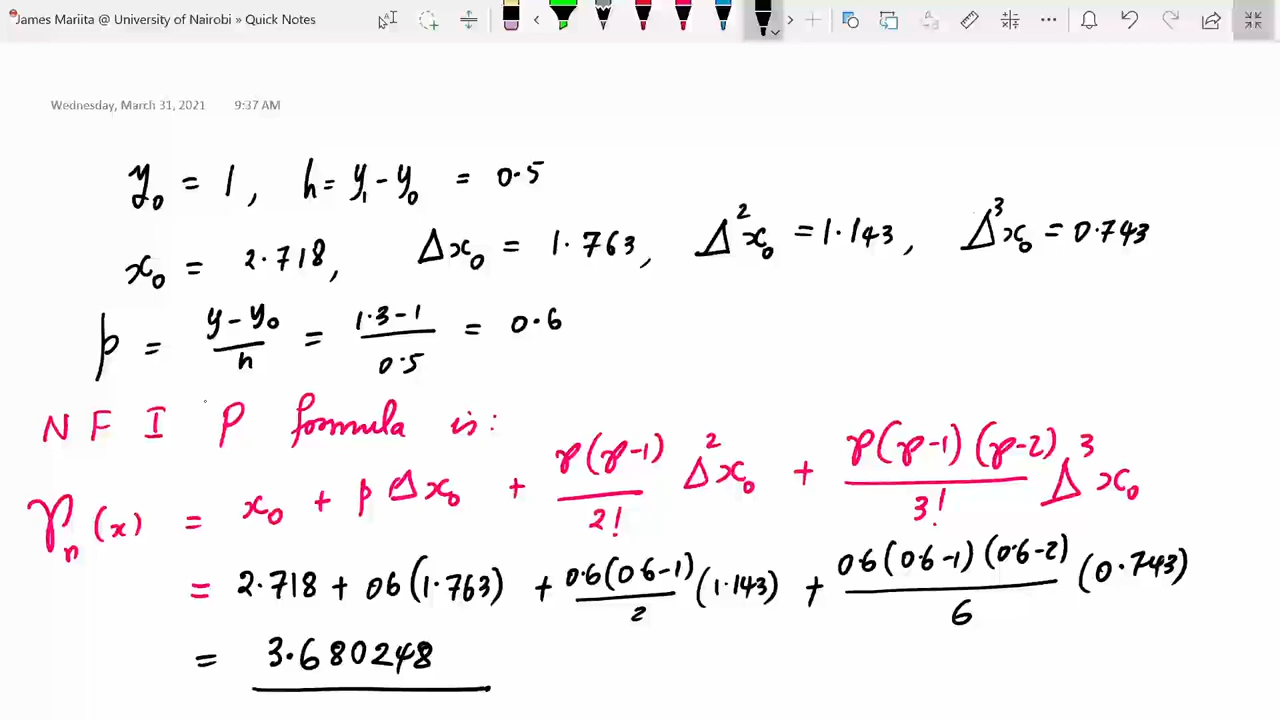 James Mariita @ University of Nairobi » Quick Notes
Wednesday, March 31, 2021 9:37 AM
y₀ = 1, h = y₁ - y₀ = 0.5
x₀ = 2.718, Δx₀ = 1.763, Δ²x₀ = 1.143, Δ³x₀ = 0.743
p = (y - y₀)/h = (1.3 - 1)/0.5 = 0.6
N F I P formula is:
Pₙ(x) = x₀ + p Δx₀ + p(p-1)/2! Δ²x₀ + p(p-1)(p-2)/3! Δ³x₀
= 2.718 + 06(1.763) + 0.6(0.6-1)/2 (1.143) + 0.6(0.6-1)(0.6-2)/6 (0.743)
= 3.680248